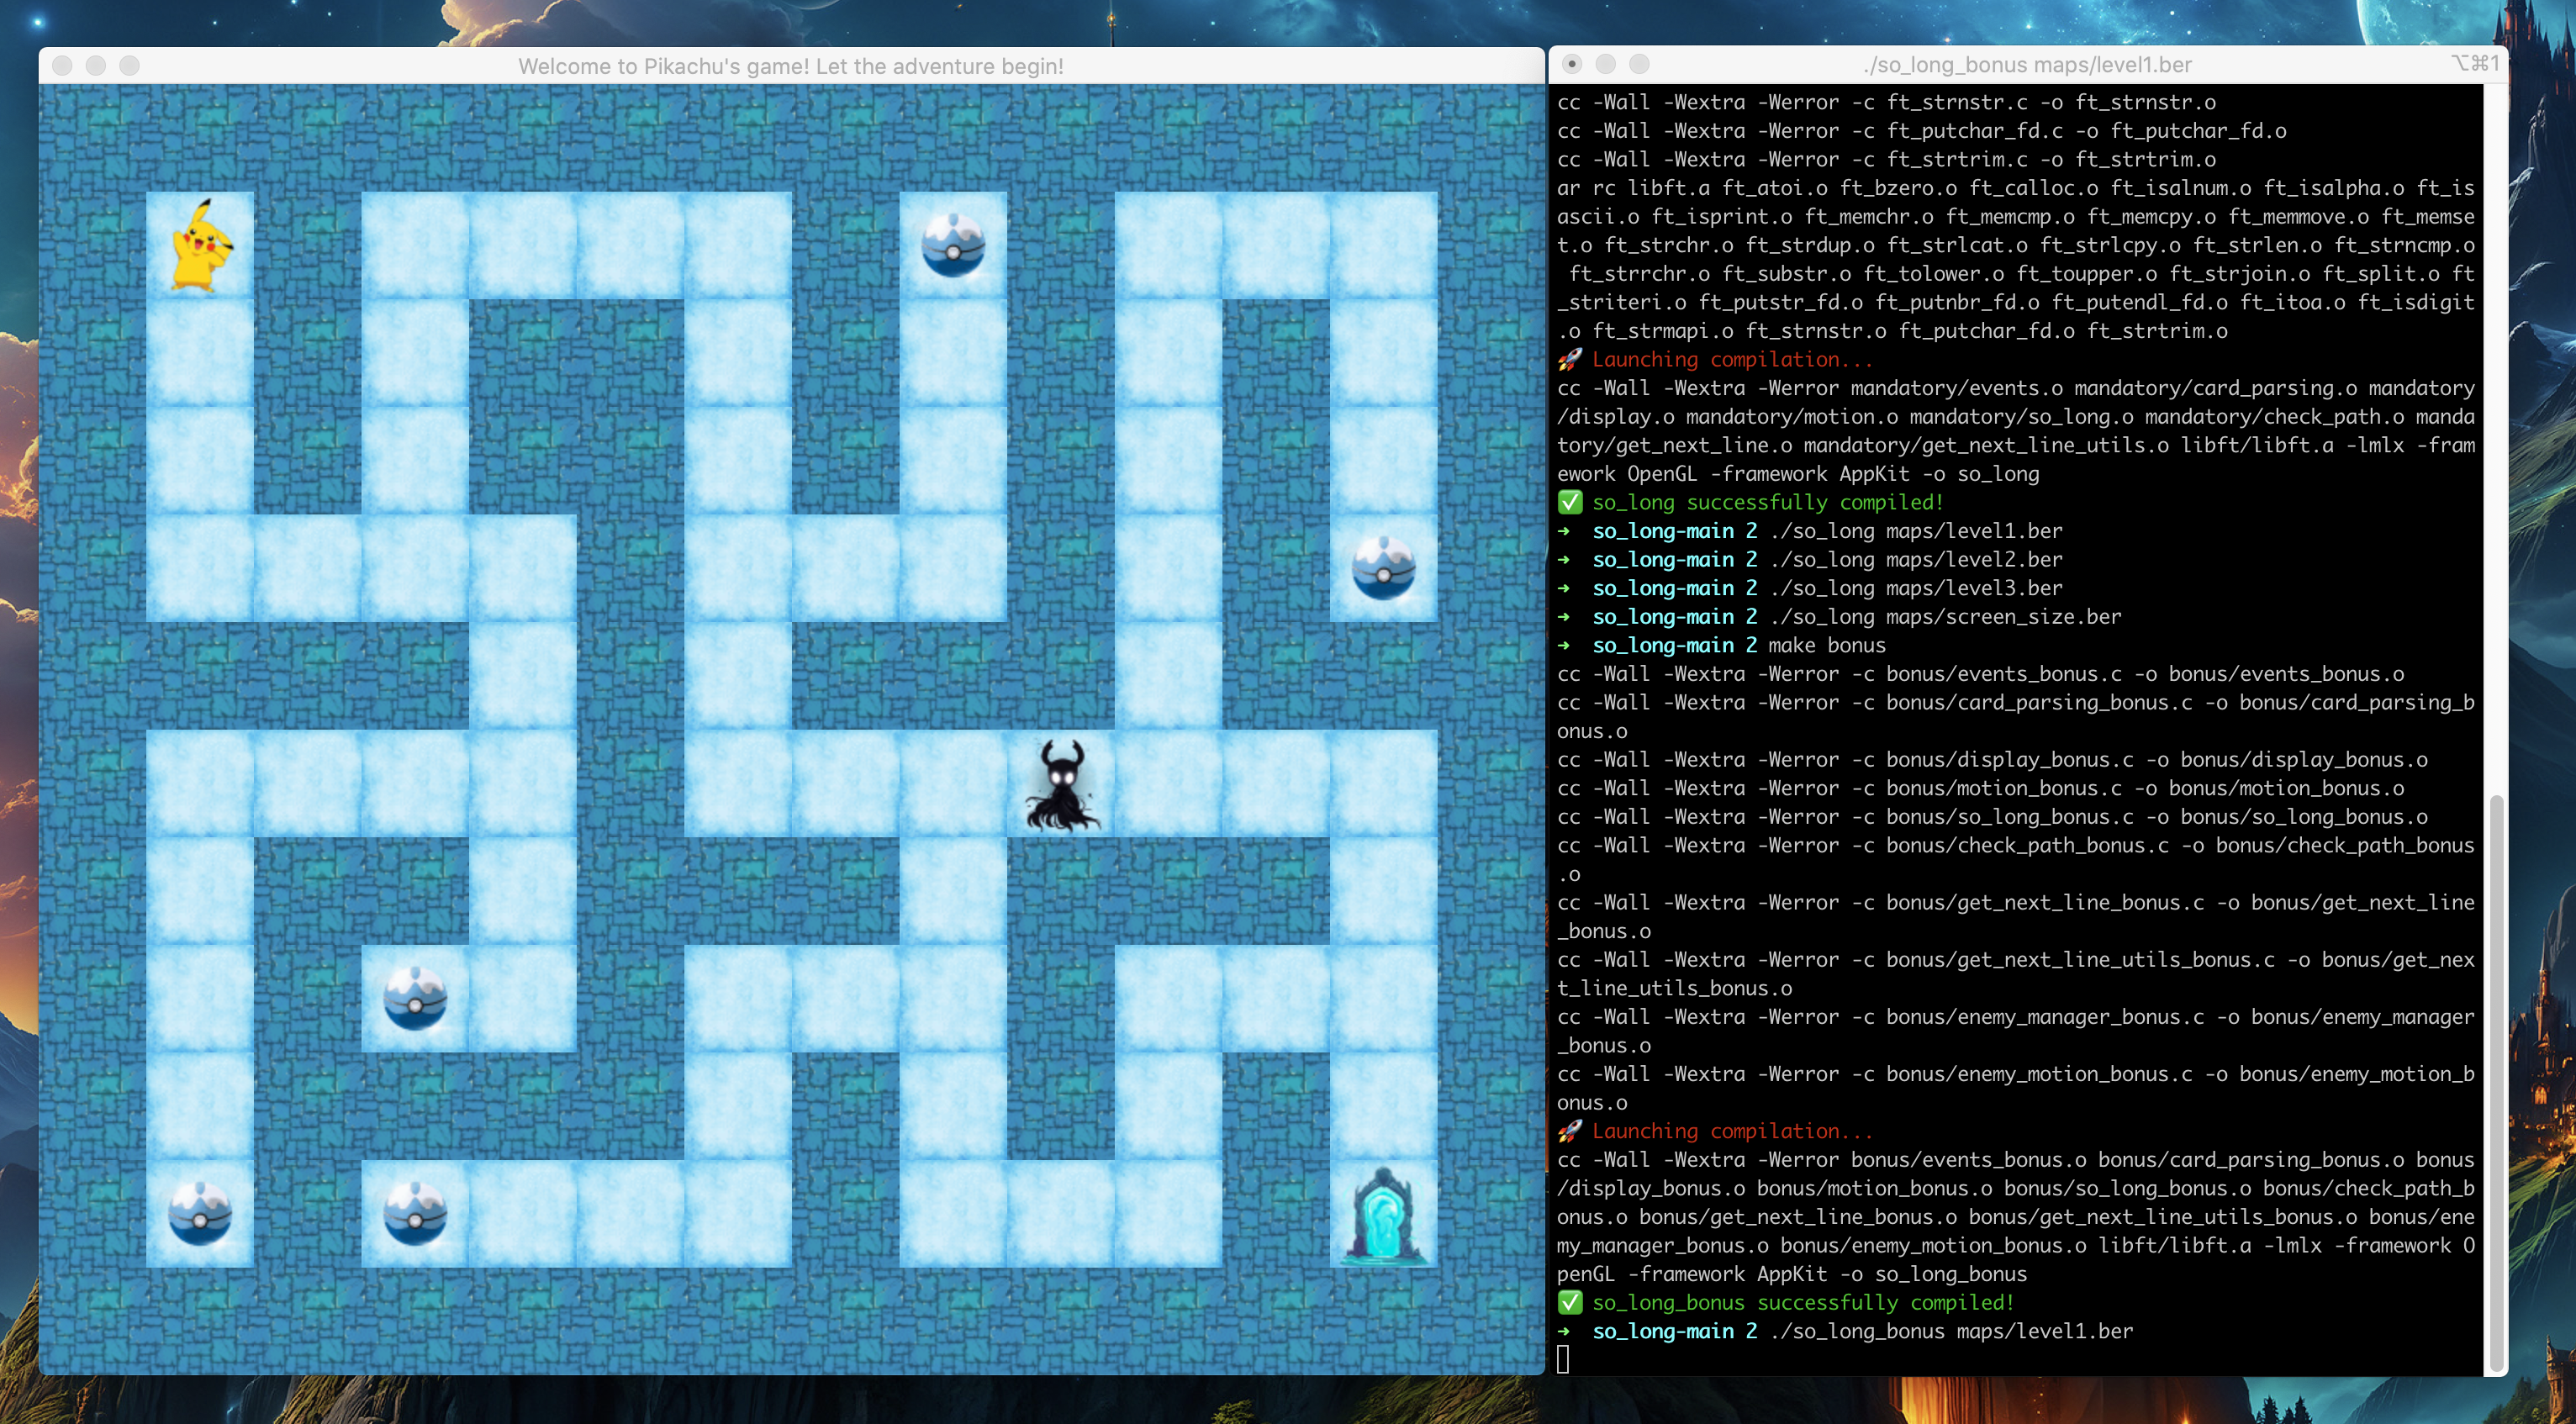 Welcome to Pikachu's game! Let the adventure begin!
./so_long_bonus maps/level1.ber
⌥⌘1
cc -Wall -Wextra -Werror -c ft_strnstr.c -o ft_strnstr.o
cc -Wall -Wextra -Werror -c ft_putchar_fd.c -o ft_putchar_fd.o
cc -Wall -Wextra -Werror -c ft_strtrim.c -o ft_strtrim.o
ar rc libft.a ft_atoi.o ft_bzero.o ft_calloc.o ft_isalnum.o ft_isalpha.o ft_is
ascii.o ft_isprint.o ft_memchr.o ft_memcmp.o ft_memcpy.o ft_memmove.o ft_memse
t.o ft_strchr.o ft_strdup.o ft_strlcat.o ft_strlcpy.o ft_strlen.o ft_strncmp.o
 ft_strrchr.o ft_substr.o ft_tolower.o ft_toupper.o ft_strjoin.o ft_split.o ft
_striteri.o ft_putstr_fd.o ft_putnbr_fd.o ft_putendl_fd.o ft_itoa.o ft_isdigit
.o ft_strmapi.o ft_strnstr.o ft_putchar_fd.o ft_strtrim.o
🚀 Launching compilation...
cc -Wall -Wextra -Werror mandatory/events.o mandatory/card_parsing.o mandatory
/display.o mandatory/motion.o mandatory/so_long.o mandatory/check_path.o manda
tory/get_next_line.o mandatory/get_next_line_utils.o libft/libft.a -lmlx -fram
ework OpenGL -framework AppKit -o so_long
✅ so_long successfully compiled!
➜  so_long-main 2 ./so_long maps/level1.ber
➜  so_long-main 2 ./so_long maps/level2.ber
➜  so_long-main 2 ./so_long maps/level3.ber
➜  so_long-main 2 ./so_long maps/screen_size.ber
➜  so_long-main 2 make bonus
cc -Wall -Wextra -Werror -c bonus/events_bonus.c -o bonus/events_bonus.o
cc -Wall -Wextra -Werror -c bonus/card_parsing_bonus.c -o bonus/card_parsing_b
onus.o
cc -Wall -Wextra -Werror -c bonus/display_bonus.c -o bonus/display_bonus.o
cc -Wall -Wextra -Werror -c bonus/motion_bonus.c -o bonus/motion_bonus.o
cc -Wall -Wextra -Werror -c bonus/so_long_bonus.c -o bonus/so_long_bonus.o
cc -Wall -Wextra -Werror -c bonus/check_path_bonus.c -o bonus/check_path_bonus
.o
cc -Wall -Wextra -Werror -c bonus/get_next_line_bonus.c -o bonus/get_next_line
_bonus.o
cc -Wall -Wextra -Werror -c bonus/get_next_line_utils_bonus.c -o bonus/get_nex
t_line_utils_bonus.o
cc -Wall -Wextra -Werror -c bonus/enemy_manager_bonus.c -o bonus/enemy_manager
_bonus.o
cc -Wall -Wextra -Werror -c bonus/enemy_motion_bonus.c -o bonus/enemy_motion_b
onus.o
🚀 Launching compilation...
cc -Wall -Wextra -Werror bonus/events_bonus.o bonus/card_parsing_bonus.o bonus
/display_bonus.o bonus/motion_bonus.o bonus/so_long_bonus.o bonus/check_path_b
onus.o bonus/get_next_line_bonus.o bonus/get_next_line_utils_bonus.o bonus/ene
my_manager_bonus.o bonus/enemy_motion_bonus.o libft/libft.a -lmlx -framework O
penGL -framework AppKit -o so_long_bonus
✅ so_long_bonus successfully compiled!
➜  so_long-main 2 ./so_long_bonus maps/level1.ber